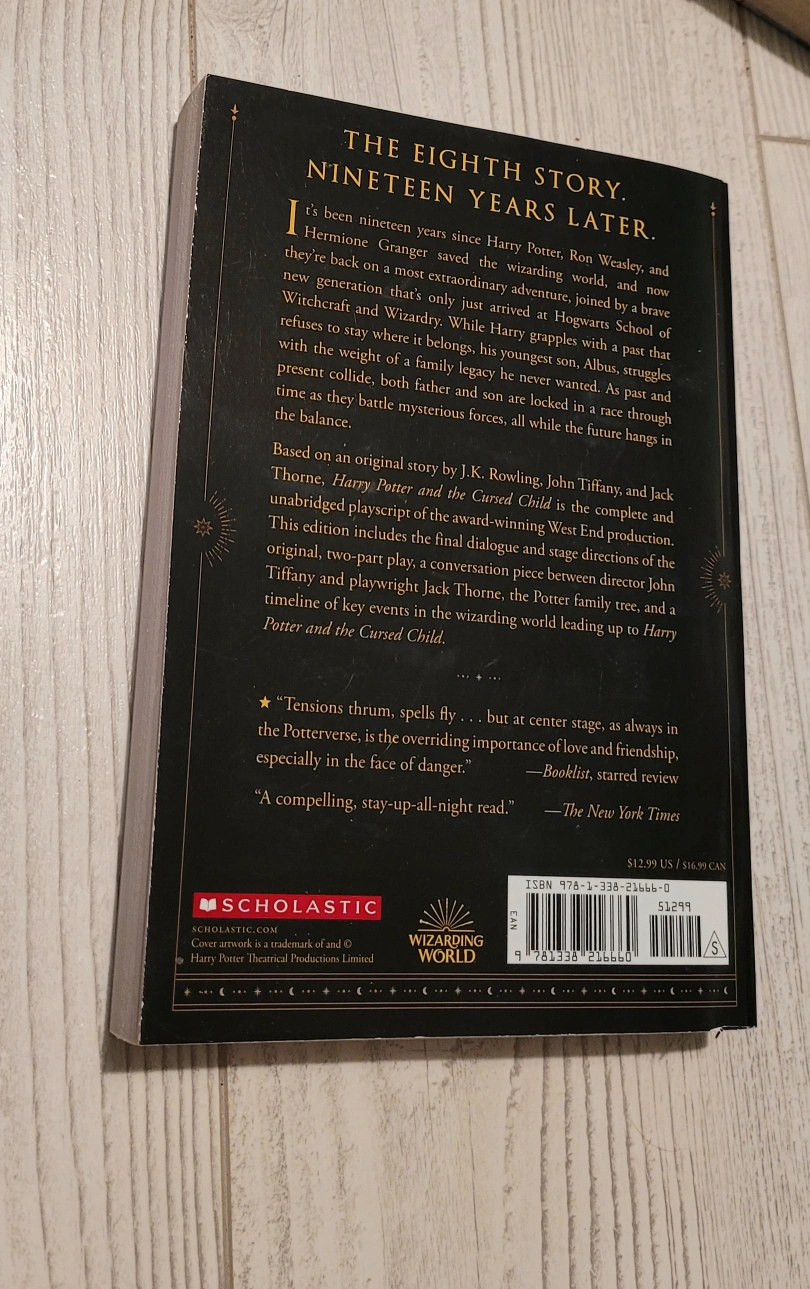 THE EIGHTH STORY.
NINETEEN YEARS LATER.
It's been nineteen years since Harry Potter, Ron Weasley, and
Hermione Granger saved the wizarding world, and now
they're back on a most extraordinary adventure, joined by a brave
new generation that's only just arrived at Hogwarts School of
Witchcraft and Wizardry. While Harry grapples with a past that
refuses to stay where it belongs, his youngest son, Albus, struggles
with the weight of a family legacy he never wanted. As past and
present collide, both father and son are locked in a race through
time as they battle mysterious forces, all while the future hangs in
the balance.
Based on an original story by J.K. Rowling, John Tiffany, and Jack
Thorne, Harry Potter and the Cursed Child is the complete and
unabridged playscript of the award-winning West End production.
This edition includes the final dialogue and stage directions of the
original, two-part play, a conversation piece between director John
Tiffany and playwright Jack Thorne, the Potter family tree, and a
timeline of key events in the wizarding world leading up to Harry
Potter and the Cursed Child.
★ “Tensions thrum, spells fly . . . but at center stage, as always in
the Potterverse, is the overriding importance of love and friendship,
especially in the face of danger.” —Booklist, starred review
“A compelling, stay-up-all-night read.” —The New York Times
$12.99 US / $16.99 CAN
ISBN 978-1-338-21666-0
51299
EAN
S
9 781338 216660
SCHOLASTIC
SCHOLASTIC.COM
Cover artwork is a trademark of and ©
Harry Potter Theatrical Productions Limited
WIZARDING
WORLD